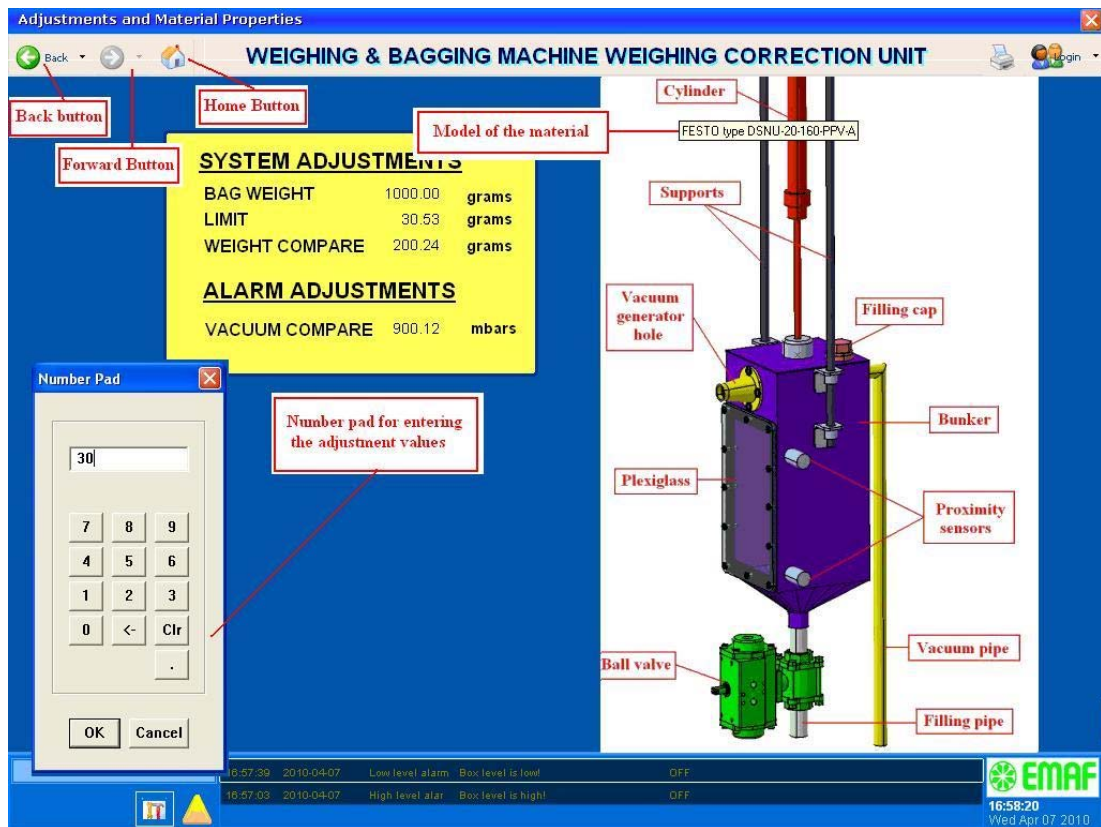 Adjustments and Material Properties
Back
WEIGHING & BAGGING MACHINE WEIGHING CORRECTION UNIT
Login
Back button
Home Button
Forward Button
Model of the material
Cylinder
FESTO type DSNU-20-160-PPV-A
SYSTEM ADJUSTMENTS
BAG WEIGHT 1000.00 grams
LIMIT 30.53 grams
WEIGHT COMPARE 200.24 grams
ALARM ADJUSTMENTS
VACUUM COMPARE 900.12 mbars
Supports
Vacuum
generator
hole
Filling cap
Bunker
Plexiglass
Proximity
sensors
Vacuum pipe
Ball valve
Filling pipe
Number Pad
30
7 8 9
4 5 6
1 2 3
0 <- Clr
.
OK Cancel
Number pad for entering
the adjustment values
16:57:39 2010-04-07 Low level alarm Box level is low! OFF
16:57:03 2010-04-07 High level alar Box level is high! OFF
EMAF
16:58:20
Wed Apr 07 2010